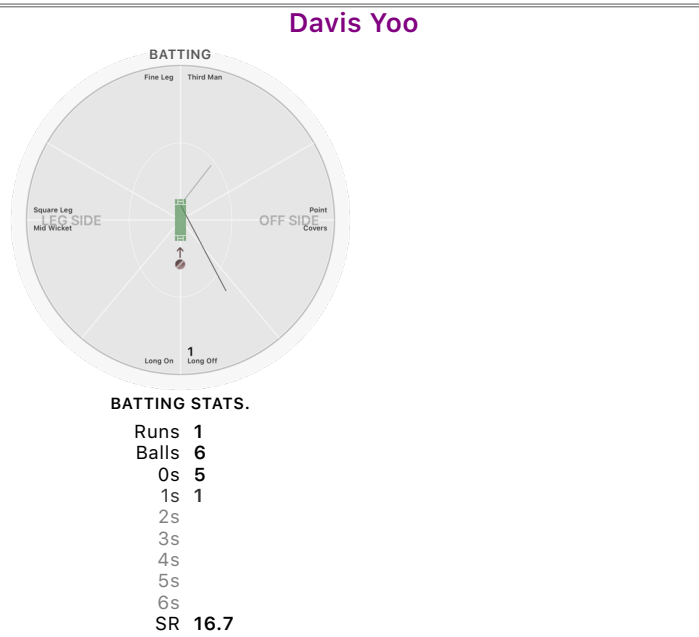 Davis Yoo
BATTING
Fine Leg Third Man
Square Leg Point
LEG SIDE OFF SIDE
Mid Wicket Covers
1
Long On Long Off
BATTING STATS.
Runs 1
Balls 6
0s 5
1s 1
2s
3s
4s
5s
6s
SR 16.7